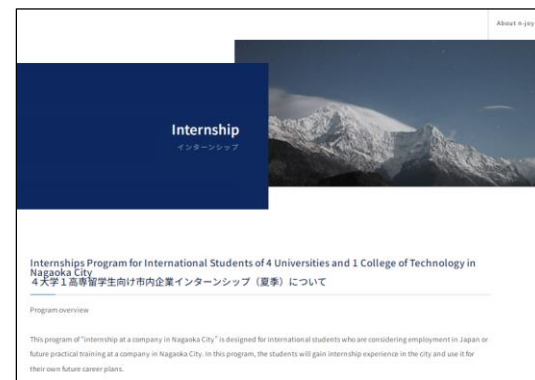 About n-joy
Internship
インターンシップ
Internships Program for International Students of 4 Universities and 1 College of Technology in
Nagaoka City
４大学１高専留学生向け市内企業インターンシップ（夏季）について
Program overview
This program of "internship at a company in Nagaoka City" is designed for international students who are considering employment in Japan or
future practical training at a company in Nagaoka City. In this program, the students will gain internship experience in the city and use it for
their own future career plans.